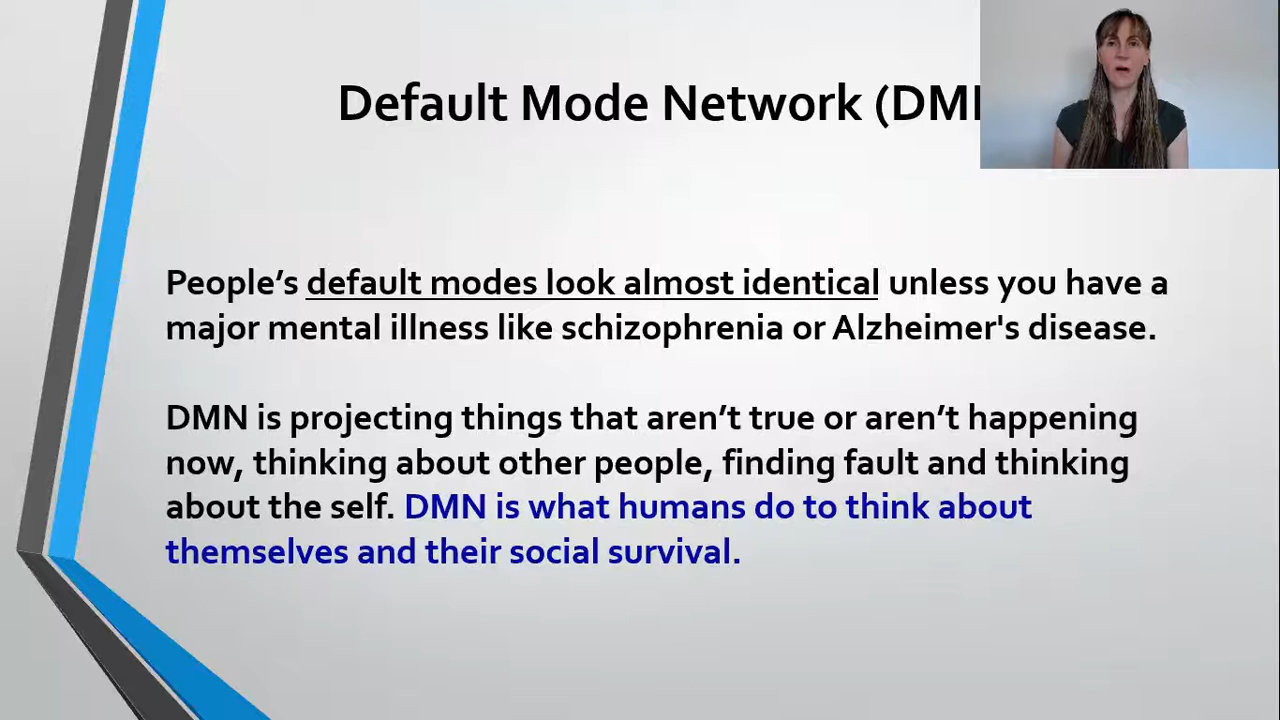 Default Mode Network (DM
People’s default modes look almost identical unless you have a
major mental illness like schizophrenia or Alzheimer's disease.
DMN is projecting things that aren’t true or aren’t happening
now, thinking about other people, finding fault and thinking
about the self. DMN is what humans do to think about
themselves and their social survival.